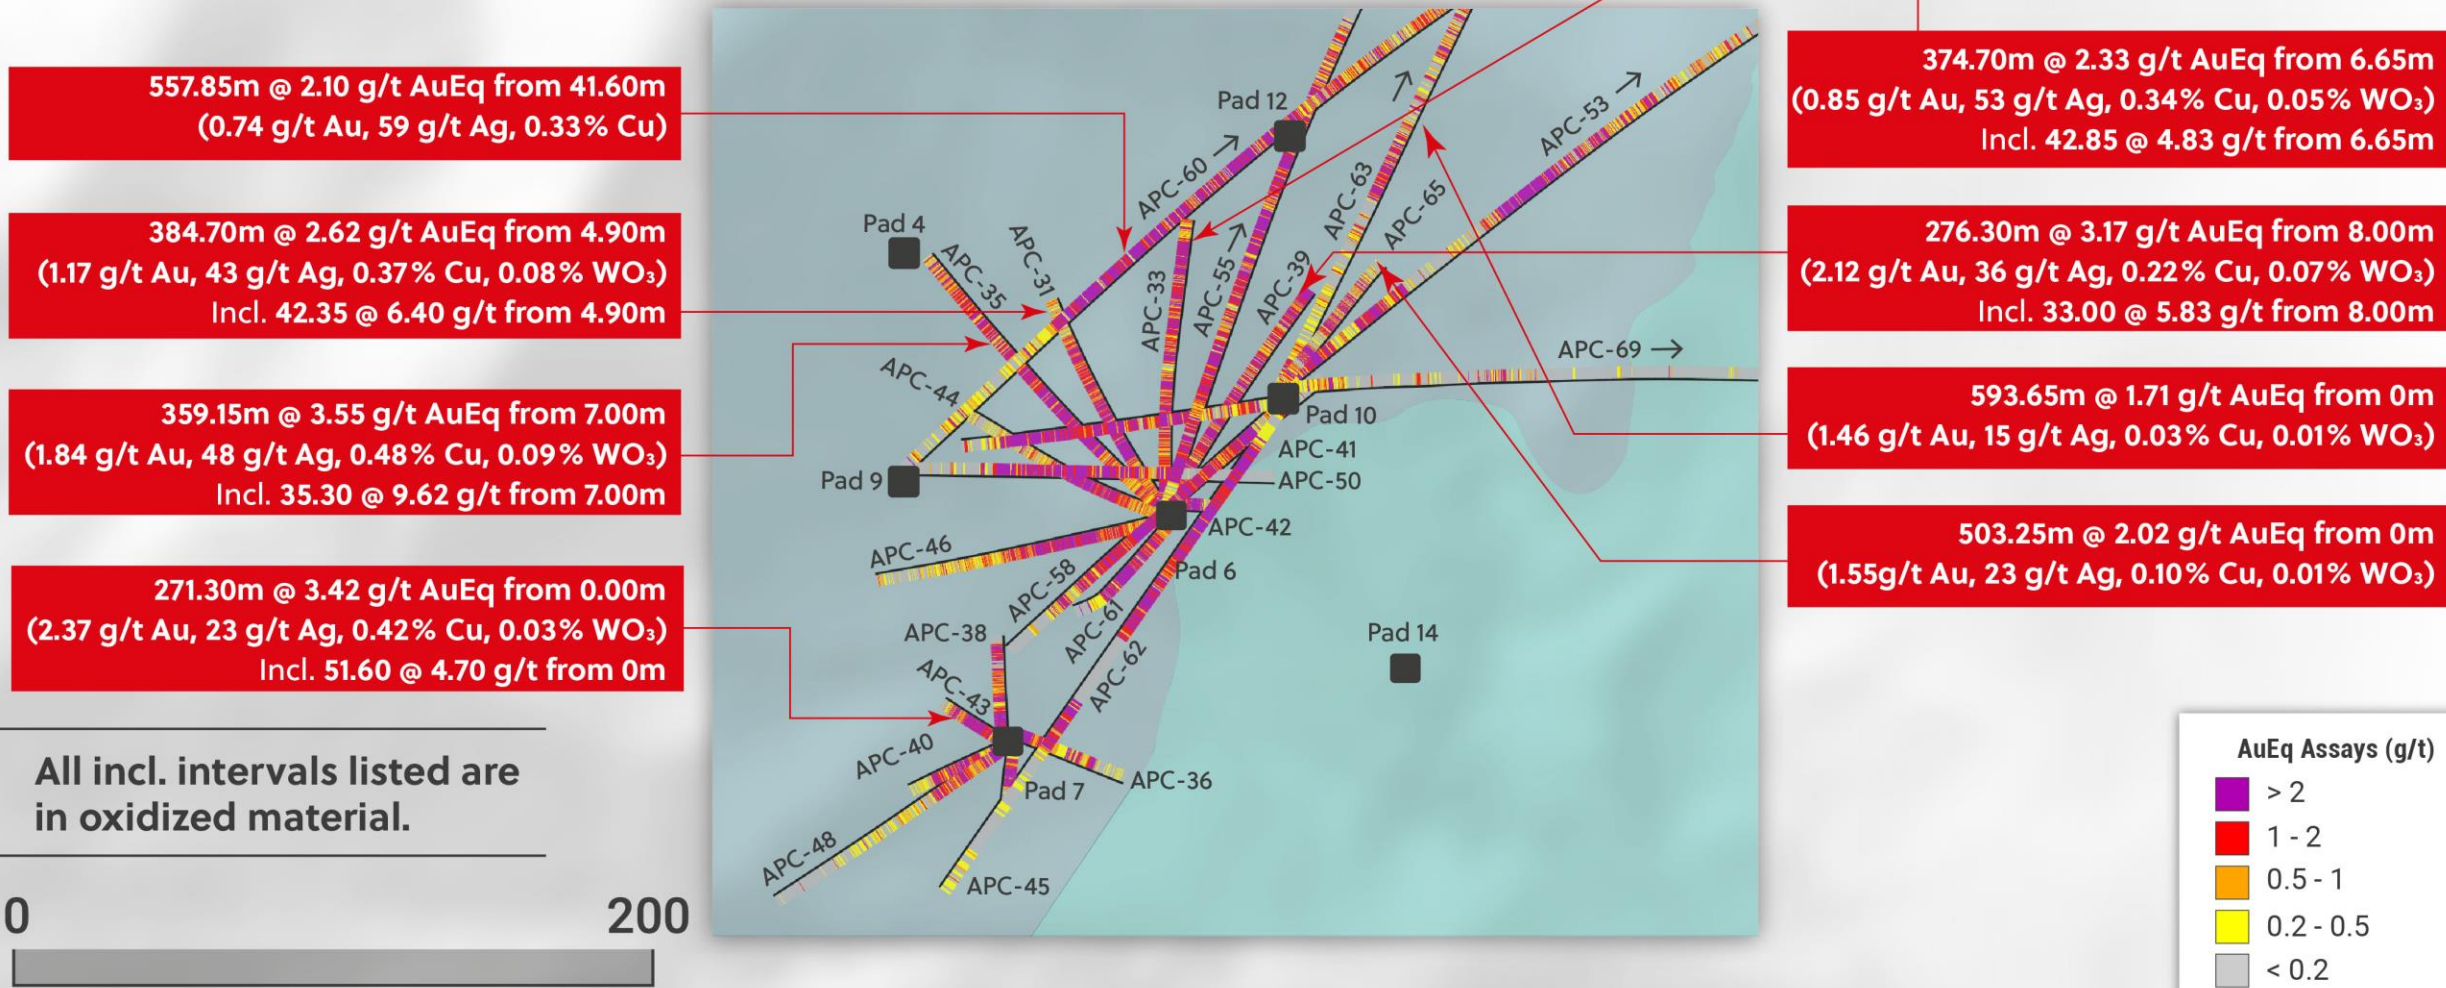 557.85m @ 2.10 g/t AuEq from 41.60m
(0.74 g/t Au, 59 g/t Ag, 0.33% Cu)
384.70m @ 2.62 g/t AuEq from 4.90m
(1.17 g/t Au, 43 g/t Ag, 0.37% Cu, 0.08% WO₃)
Incl. 42.35 @ 6.40 g/t from 4.90m
359.15m @ 3.55 g/t AuEq from 7.00m
(1.84 g/t Au, 48 g/t Ag, 0.48% Cu, 0.09% WO₃)
Incl. 35.30 @ 9.62 g/t from 7.00m
271.30m @ 3.42 g/t AuEq from 0.00m
(2.37 g/t Au, 23 g/t Ag, 0.42% Cu, 0.03% WO₃)
Incl. 51.60 @ 4.70 g/t from 0m
All incl. intervals listed are
in oxidized material.
0 200
Pad 12
APC-53
APC-60
APC-63
APC-65
Pad 4
APC-35
APC-31
APC-33
APC-55
APC-39
APC-69
APC-44
Pad 10
APC-41
Pad 9
APC-50
APC-42
APC-46
Pad 6
APC-58
APC-61
APC-38
APC-62
Pad 14
APC-43
APC-40
APC-36
Pad 7
APC-48
APC-45
374.70m @ 2.33 g/t AuEq from 6.65m
(0.85 g/t Au, 53 g/t Ag, 0.34% Cu, 0.05% WO₃)
Incl. 42.85 @ 4.83 g/t from 6.65m
276.30m @ 3.17 g/t AuEq from 8.00m
(2.12 g/t Au, 36 g/t Ag, 0.22% Cu, 0.07% WO₃)
Incl. 33.00 @ 5.83 g/t from 8.00m
593.65m @ 1.71 g/t AuEq from 0m
(1.46 g/t Au, 15 g/t Ag, 0.03% Cu, 0.01% WO₃)
503.25m @ 2.02 g/t AuEq from 0m
(1.55g/t Au, 23 g/t Ag, 0.10% Cu, 0.01% WO₃)
AuEq Assays (g/t)
> 2
1 - 2
0.5 - 1
0.2 - 0.5
< 0.2